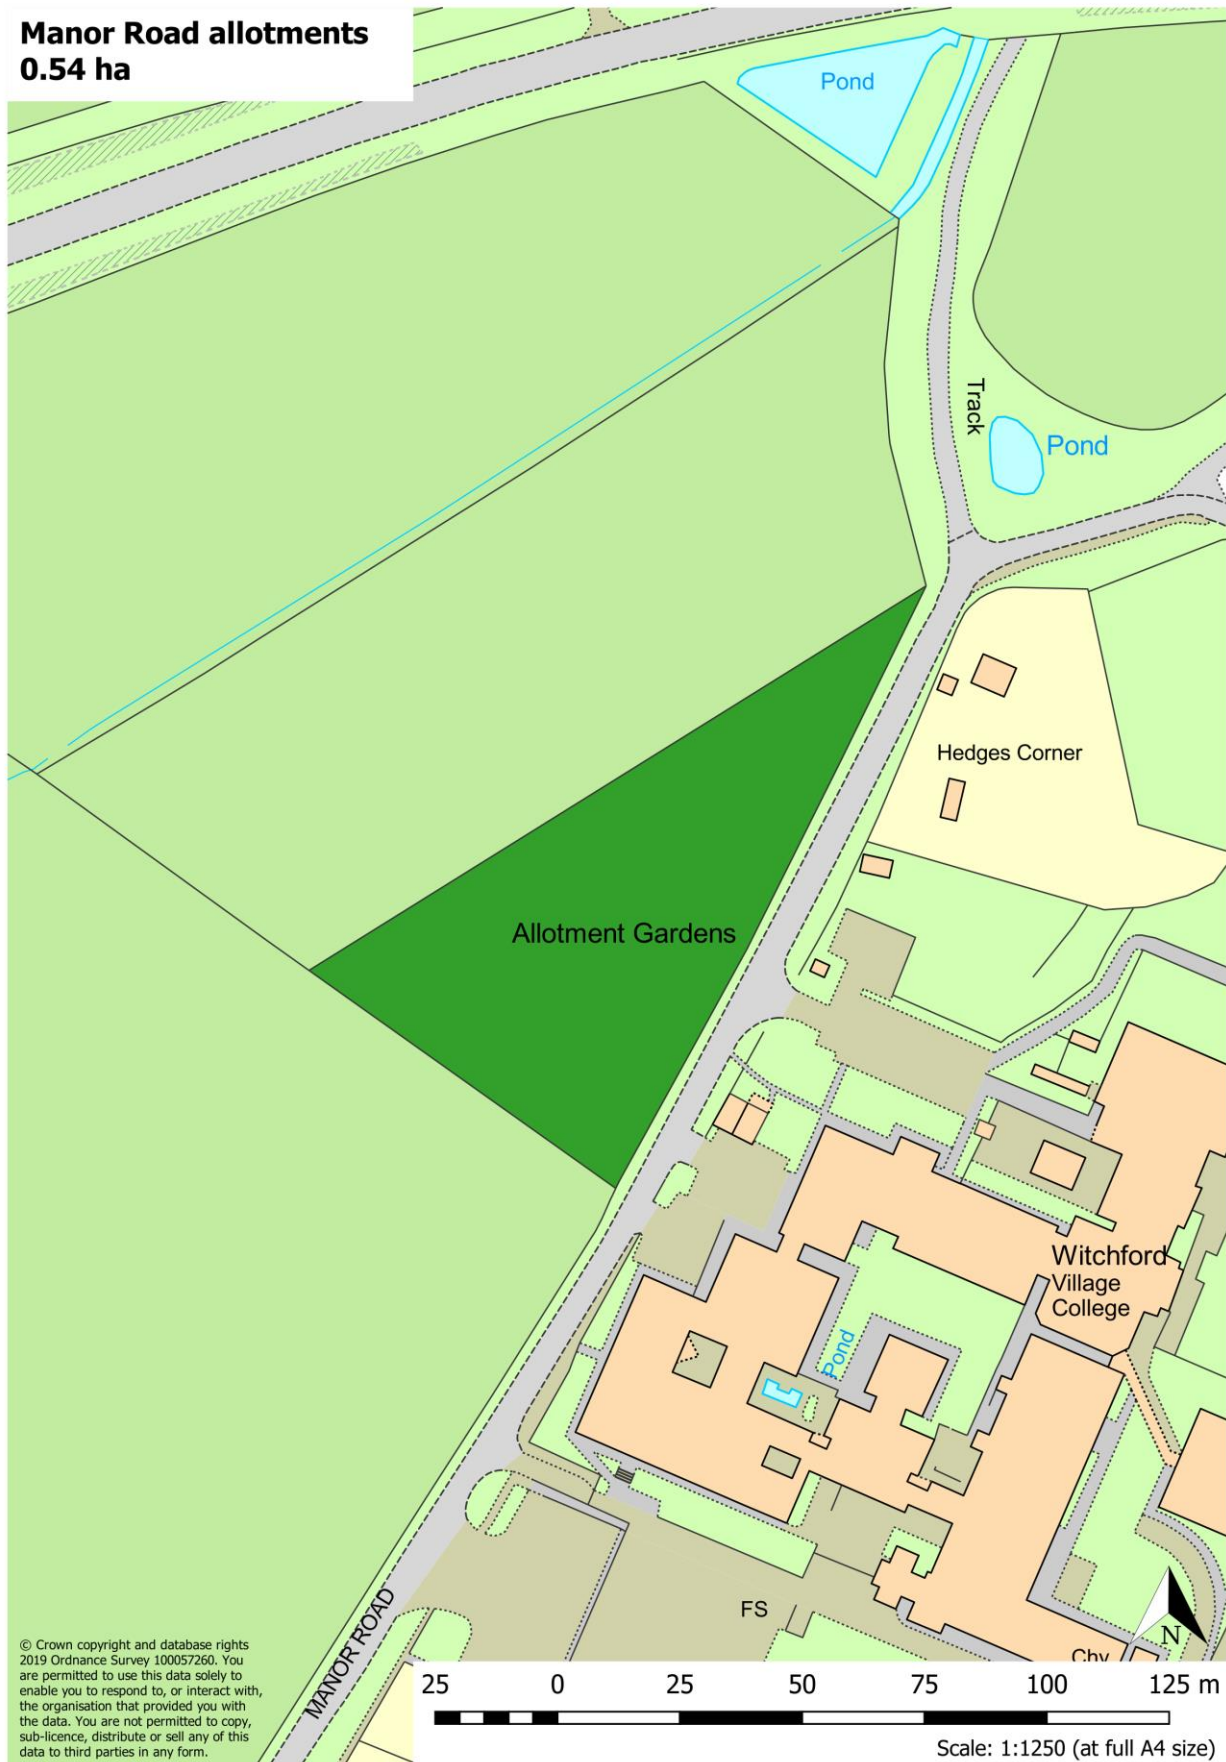 Manor Road allotments
0.54 ha
Pond
Track
Pond
Hedges Corner
Allotment Gardens
Witchford
Village
College
Pond
FS
Chy
MANOR ROAD
N
© Crown copyright and database rights
2019 Ordnance Survey 100057260. You
are permitted to use this data solely to
enable you to respond to, or interact with,
the organisation that provided you with
the data. You are not permitted to copy,
sub-licence, distribute or sell any of this
data to third parties in any form.
25 0 25 50 75 100 125 m
Scale: 1:1250 (at full A4 size)